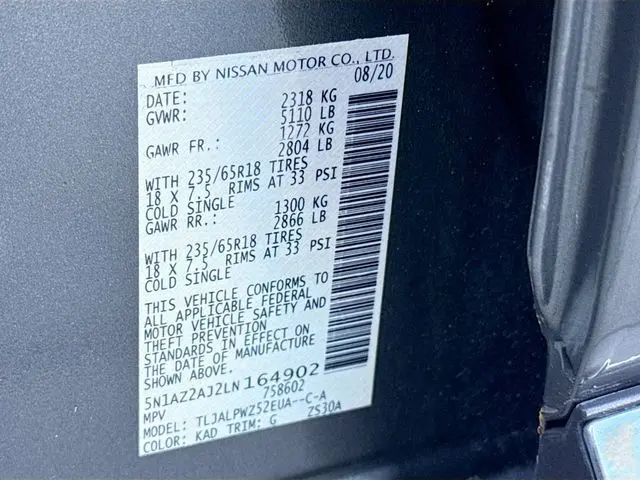 MFD BY NISSAN MOTOR CO., LTD.
DATE: 08/20
GVWR: 2318 KG
5110 LB
GAWR FR.: 1272 KG
2804 LB
WITH 235/65R18 TIRES
18 X 7.5 RIMS AT 33 PSI
COLD SINGLE
GAWR RR.: 1300 KG
2866 LB
WITH 235/65R18 TIRES
18 X 7.5 RIMS AT 33 PSI
COLD SINGLE
THIS VEHICLE CONFORMS TO
ALL APPLICABLE FEDERAL
MOTOR VEHICLE SAFETY AND
THEFT PREVENTION
STANDARDS IN EFFECT ON
THE DATE OF MANUFACTURE
SHOWN ABOVE.
5N1AZ2AJ2LN164902
MPV 758602
MODEL: TLJALPWZ52EUA--C-A
COLOR: KAD TRIM: G ZS30A